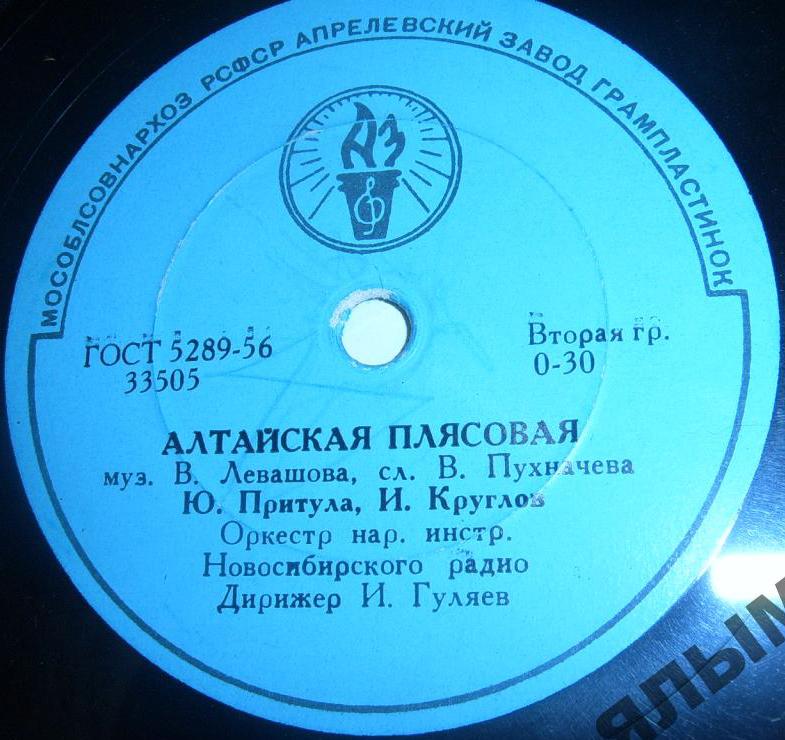 МОСОБЛСОВНАРХОЗ РСФСР АПРЕЛЕВСКИЙ ЗАВОД ГРАМПЛАСТИНОК
АЗ
ГОСТ 5289-56
33505
Вторая гр.
0-30
АЛТАЙСКАЯ ПЛЯСОВАЯ
муз. В. Левашова, сл. В. Пухначева
Ю. Притула, И. Круглов
Оркестр нар. инстр.
Новосибирского радио
Дирижер И. Гуляев
ЯЛЫМ